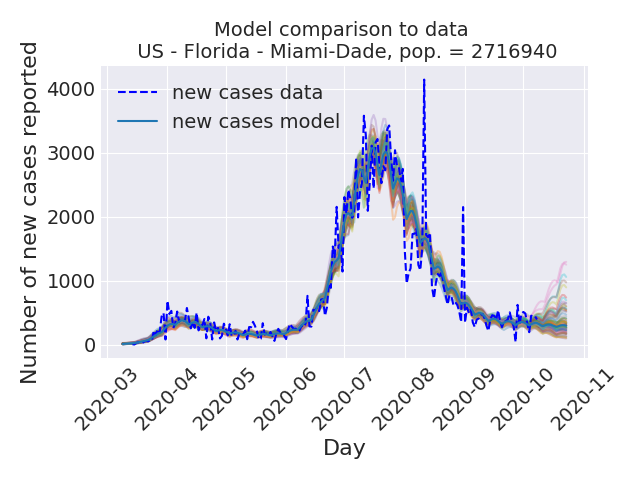 Model comparison to data
US - Florida - Miami-Dade, pop. = 2716940
Number of new cases reported
4000
3000
2000
1000
0
new cases data
new cases model
2020-03
2020-04
2020-05
2020-06
2020-07
2020-08
2020-09
2020-10
2020-11
Day